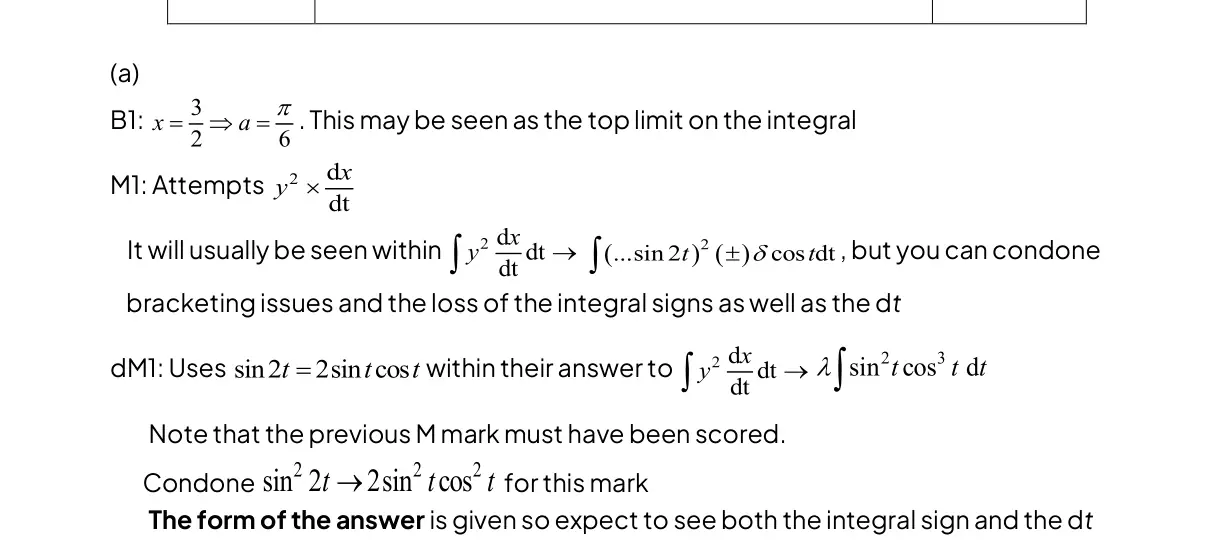 (a)
B1: x = 3/2 ⇒ a = π/6 . This may be seen as the top limit on the integral
M1: Attempts y² × dx/dt
It will usually be seen within ∫ y² dx/dt dt → ∫(...sin 2t)² (±)δ cos t dt , but you can condone
bracketing issues and the loss of the integral signs as well as the dt
dM1: Uses sin 2t = 2 sin t cos t within their answer to ∫ y² dx/dt dt → λ∫ sin² t cos³ t dt
Note that the previous M mark must have been scored.
Condone sin² 2t → 2 sin² t cos² t for this mark
The form of the answer is given so expect to see both the integral sign and the dt